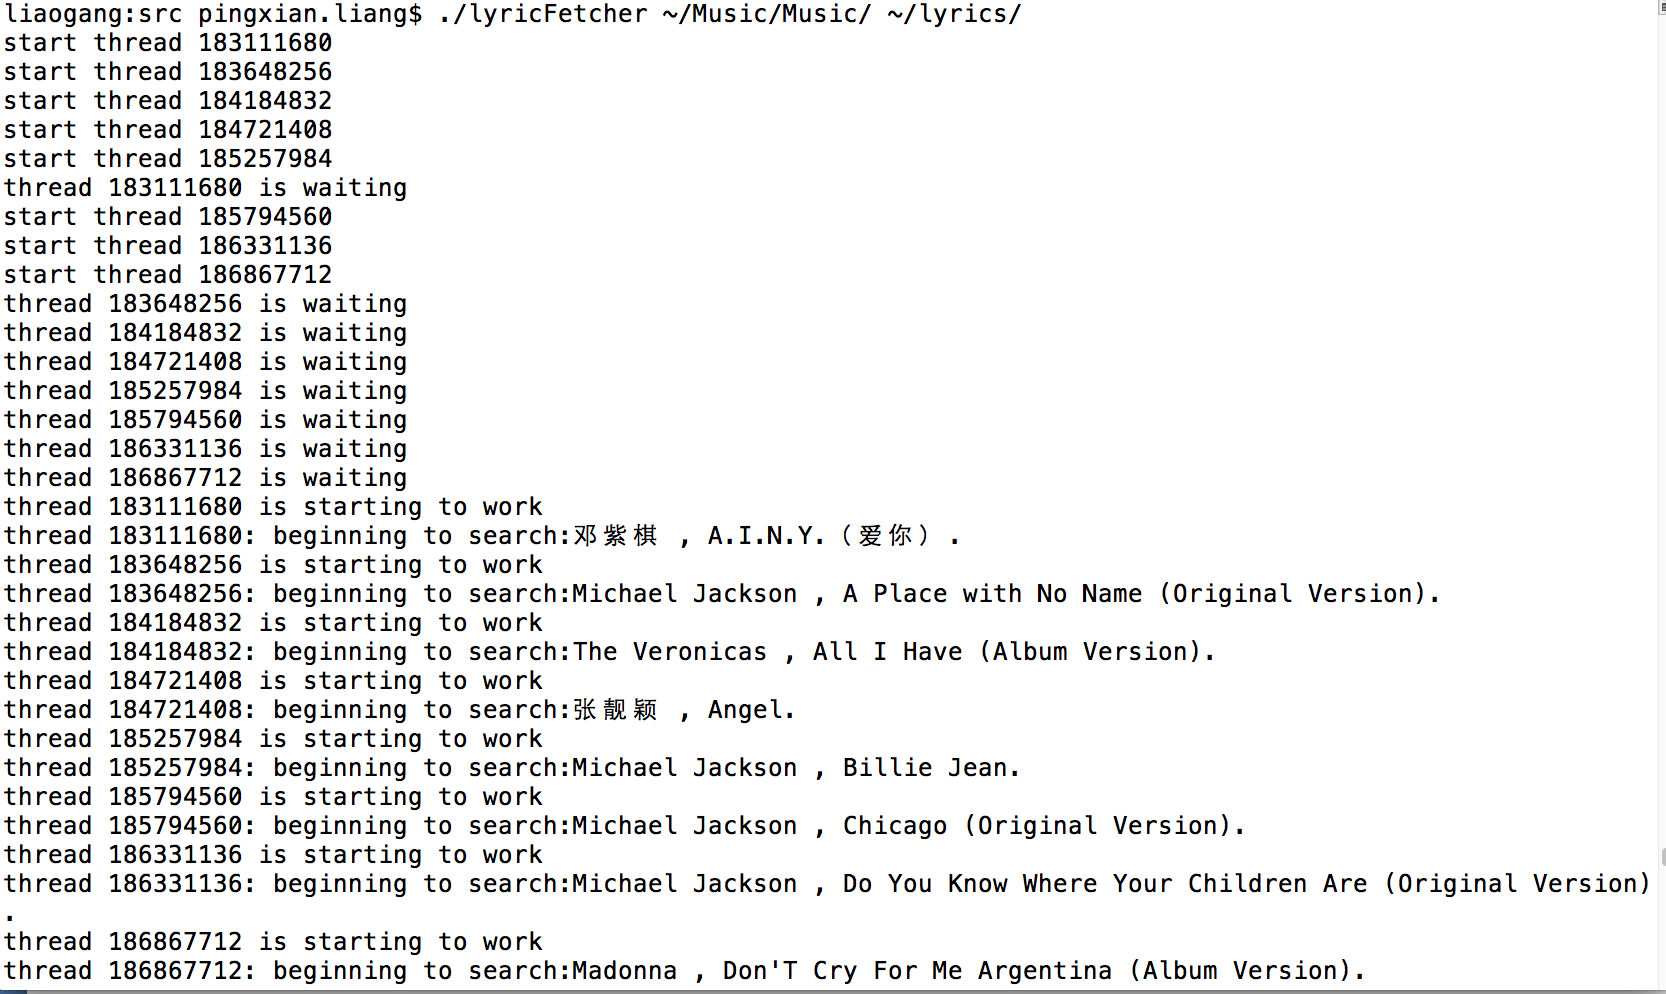 liaogang:src pingxian.liang$ ./lyricFetcher ~/Music/Music/ ~/lyrics/
start thread 183111680
start thread 183648256
start thread 184184832
start thread 184721408
start thread 185257984
thread 183111680 is waiting
start thread 185794560
start thread 186331136
start thread 186867712
thread 183648256 is waiting
thread 184184832 is waiting
thread 184721408 is waiting
thread 185257984 is waiting
thread 185794560 is waiting
thread 186331136 is waiting
thread 186867712 is waiting
thread 183111680 is starting to work
thread 183111680: beginning to search:邓紫棋 , A.I.N.Y.（爱你）.
thread 183648256 is starting to work
thread 183648256: beginning to search:Michael Jackson , A Place with No Name (Original Version).
thread 184184832 is starting to work
thread 184184832: beginning to search:The Veronicas , All I Have (Album Version).
thread 184721408 is starting to work
thread 184721408: beginning to search:张靓颖 , Angel.
thread 185257984 is starting to work
thread 185257984: beginning to search:Michael Jackson , Billie Jean.
thread 185794560 is starting to work
thread 185794560: beginning to search:Michael Jackson , Chicago (Original Version).
thread 186331136 is starting to work
thread 186331136: beginning to search:Michael Jackson , Do You Know Where Your Children Are (Original Version)
.
thread 186867712 is starting to work
thread 186867712: beginning to search:Madonna , Don'T Cry For Me Argentina (Album Version).